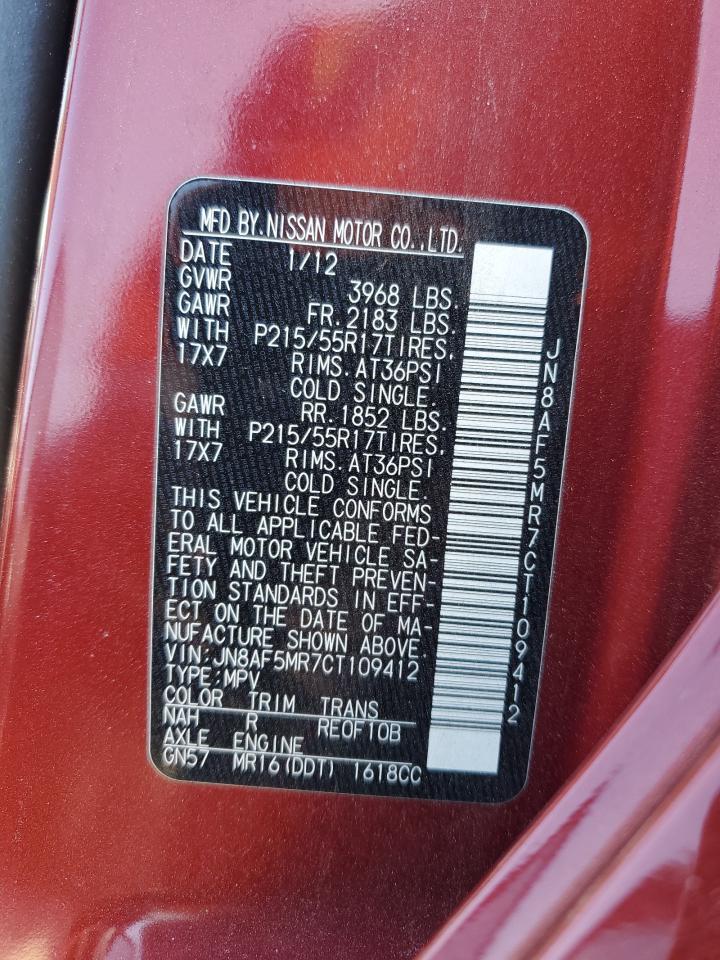 MFD BY.NISSAN MOTOR CO.,LTD.
DATE 1/12
GVWR 3968 LBS.
GAWR FR. 2183 LBS.
WITH P215/55R17TIRES,
17X7 RIMS. AT36PSI
COLD SINGLE.
GAWR RR. 1852 LBS.
WITH P215/55R17TIRES,
17X7 RIMS. AT36PSI
COLD SINGLE.
THIS VEHICLE CONFORMS
TO ALL APPLICABLE FED-
ERAL MOTOR VEHICLE SA-
FETY AND THEFT PREVEN-
TION STANDARDS IN EFF-
ECT ON THE DATE OF MA-
NUFACTURE SHOWN ABOVE.
VIN: JN8AF5MR7CT109412
TYPE:MPV
COLOR TRIM TRANS
NAH R RE0F10B
AXLE ENGINE
GN57 MR16(DDT) 1618CC
JN8AF5MR7CT109412